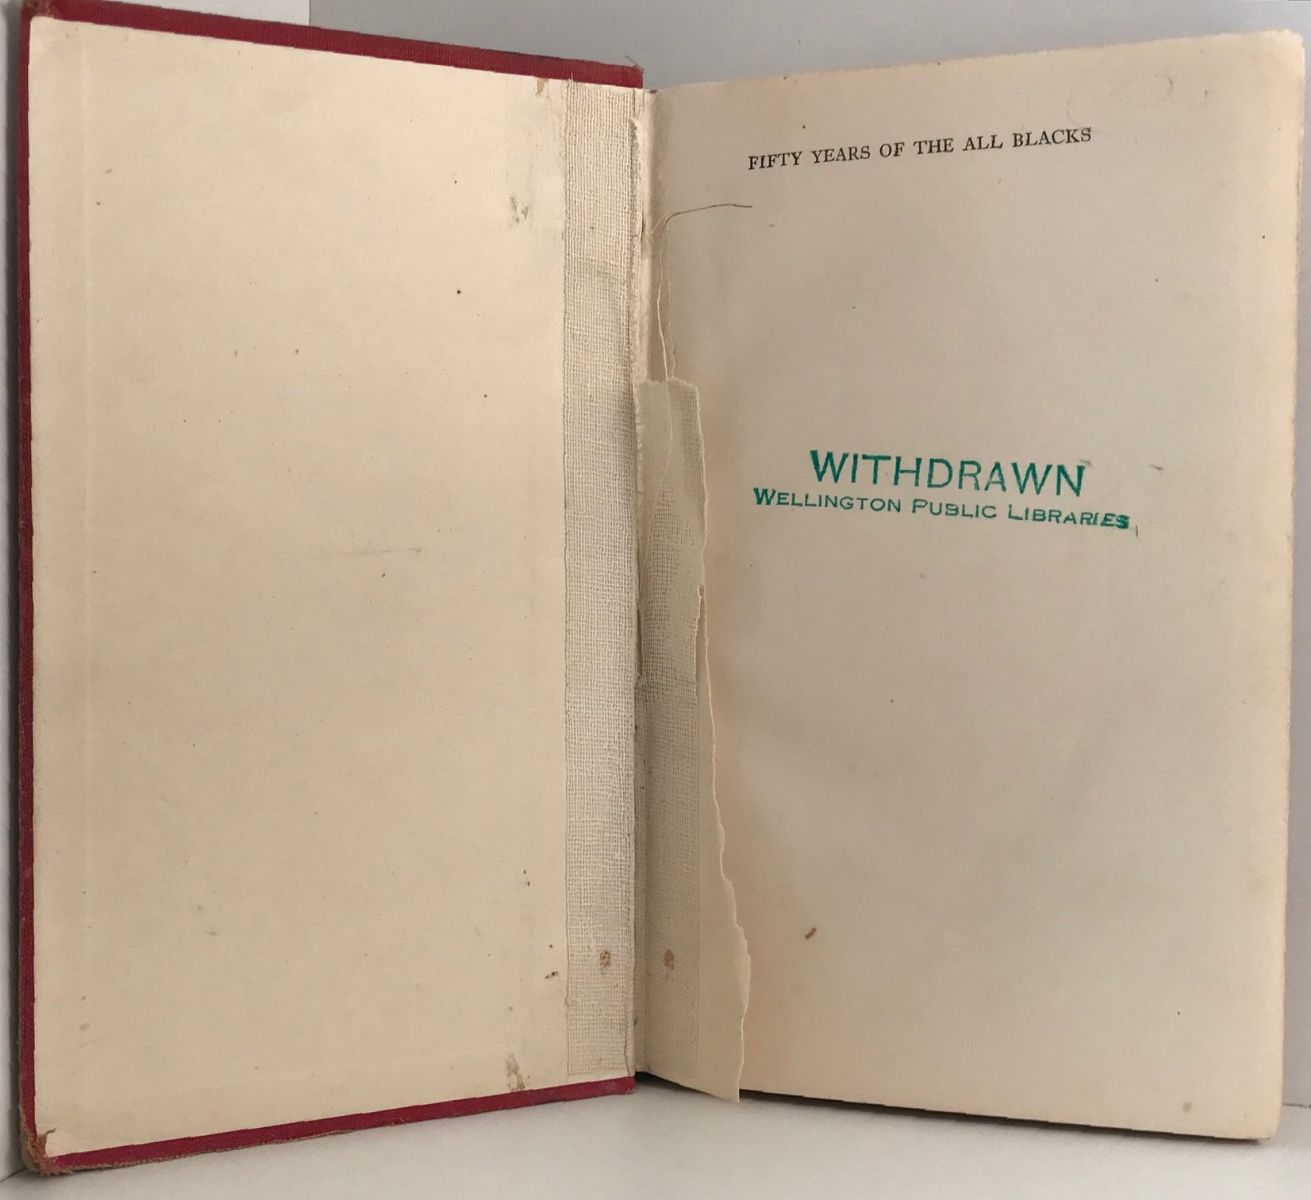 FIFTY YEARS OF THE ALL BLACKS
WITHDRAWN
WELLINGTON PUBLIC LIBRARIES